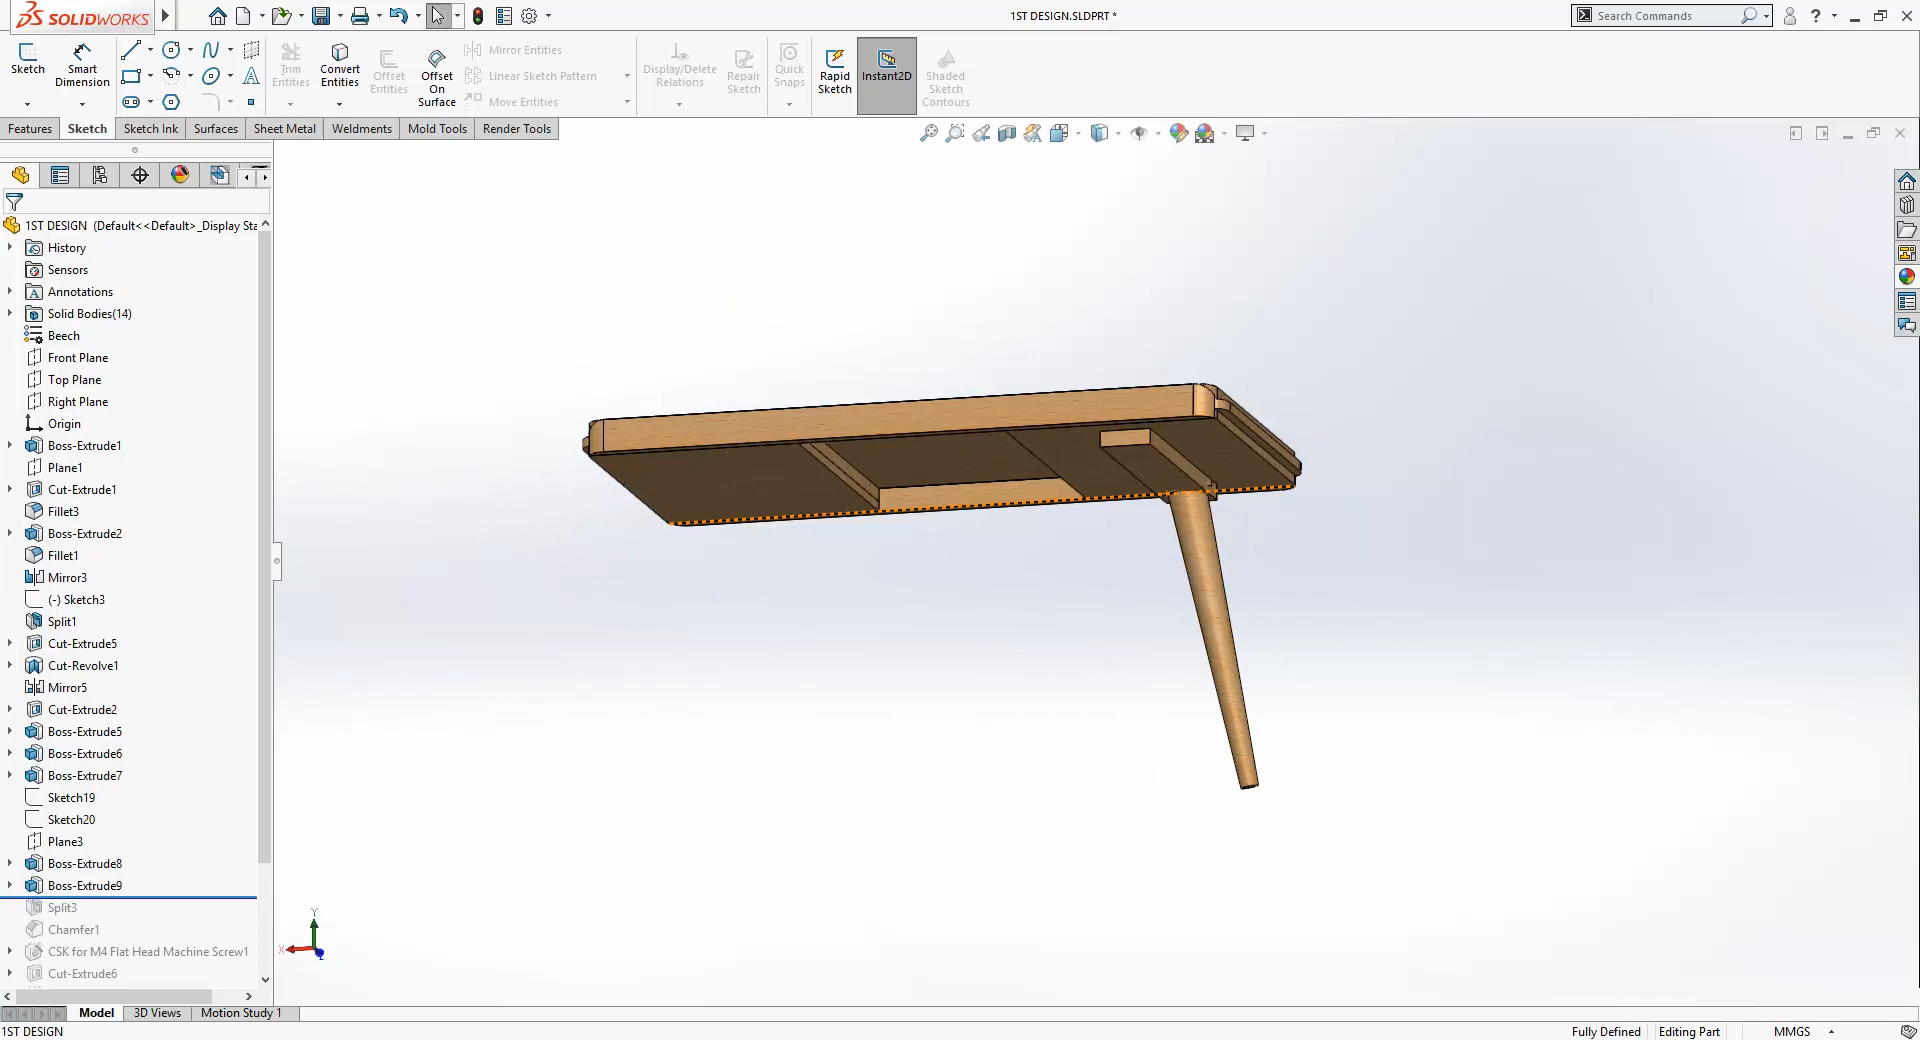 SOLIDWORKS
1ST DESIGN.SLDPRT *
Search Commands
Sketch
Smart Dimension
Trim Entities
Convert Entities
Offset Entities
Offset On Surface
Mirror Entities
Linear Sketch Pattern
Move Entities
Display/Delete Relations
Repair Sketch
Quick Snaps
Rapid Sketch
Instant2D
Shaded Sketch Contours
Features
Sketch
Sketch Ink
Surfaces
Sheet Metal
Weldments
Mold Tools
Render Tools
1ST DESIGN (Default<<Default>_Display Sta
History
Sensors
Annotations
Solid Bodies(14)
Beech
Front Plane
Top Plane
Right Plane
Origin
Boss-Extrude1
Plane1
Cut-Extrude1
Fillet3
Boss-Extrude2
Fillet1
Mirror3
(-) Sketch3
Split1
Cut-Extrude5
Cut-Revolve1
Mirror5
Cut-Extrude2
Boss-Extrude5
Boss-Extrude6
Boss-Extrude7
Sketch19
Sketch20
Plane3
Boss-Extrude8
Boss-Extrude9
Split3
Chamfer1
CSK for M4 Flat Head Machine Screw1
Cut-Extrude6
Y
X
Model
3D Views
Motion Study 1
1ST DESIGN
Fully Defined
Editing Part
MMGS